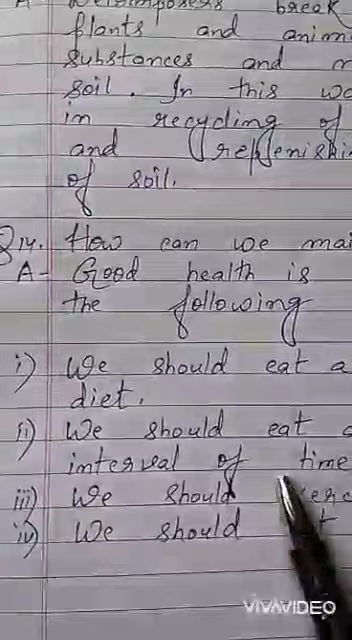 A Decomposers break
plants and anim
substances and
soil. In this wa
in recycling of
and replenishi
of soil.
Q14. How can we mai
A- Good health is
the following
i) We should eat a
diet.
ii) We should eat
interval of time
iii) We should
iv) We should
VIVAVIDEO